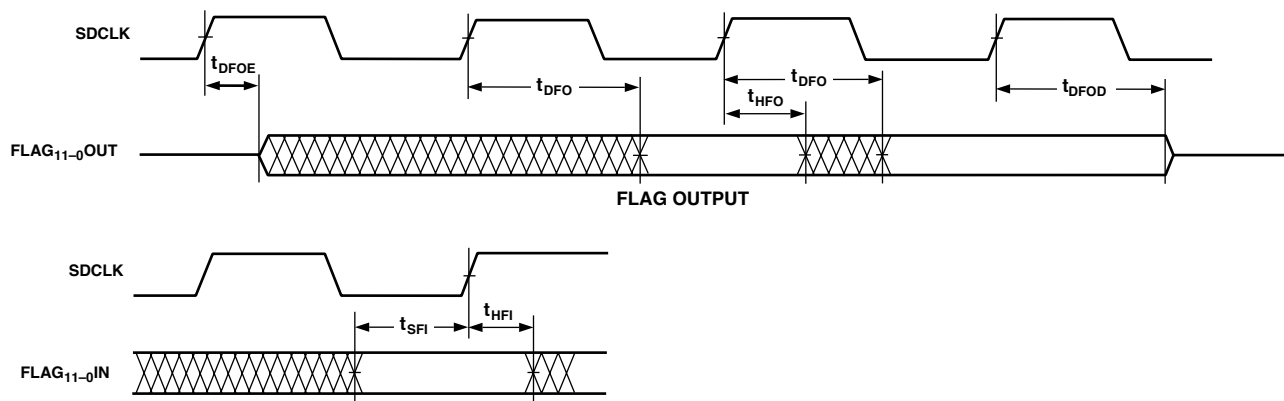 SDCLK
tDFOE
tDFO
tDFO
tHFO
tDFOD
FLAG11–0OUT
FLAG OUTPUT
SDCLK
tSFI
tHFI
FLAG11–0IN